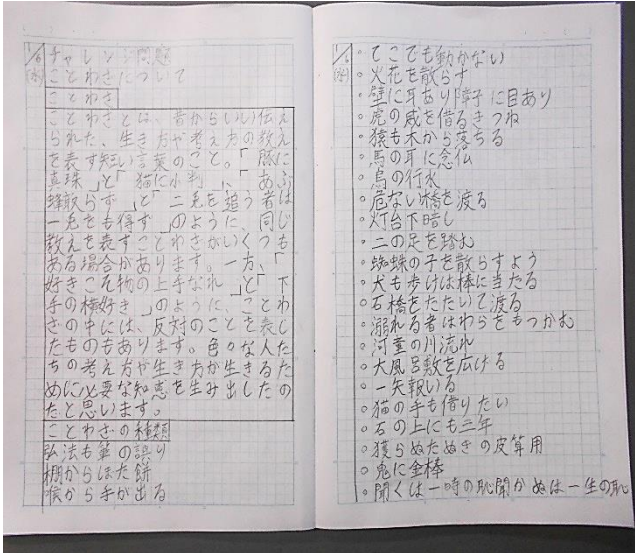 1/6 チャレンジ問題
(水) ことわざについて
ことわざ
ことわざとは、昔からいい伝え
られた、生き方や考え方の教え
を表す短い言葉のこと。「豚に
真珠」と「猫に小判」、「あぶ
蜂取らず」と「二兎を追う者は
一兎をも得ず」のように、同じ
教えを表すことわざがいくつも
ある場合があります。一方、「
好きこそ物の上手なれ」と「下
手の横好き」のように、ことわ
ざの中には、反対のことを表し
たものもあります。色々な人た
ちの考え方が生き方が生きるた
めに必要な知恵を生み出したの
だと思います。
ことわざの種類
弘法も筆の誤り
棚からぼた餅
喉から手が出る
1/6 ・てこでも動かない
(水) ・火花を散らす
・壁に耳あり障子に目あり
・虎の威を借るきつね
・猿も木から落ちる
・馬の耳に念仏
・烏の行水
・危ない橋を渡る
・灯台下暗し
・二の足を踏む
・蜘蛛の子を散らすよう
・犬も歩けば棒に当たる
・石橋をたたいて渡る
・溺れる者はわらをもつかむ
・河童の川流れ
・大風呂敷を広げる
・一矢報いる
・猫の手も借りたい
・石の上にも三年
・獲らぬたぬきの皮算用
・鬼に金棒
・聞くは一時の恥聞かぬは一生の恥